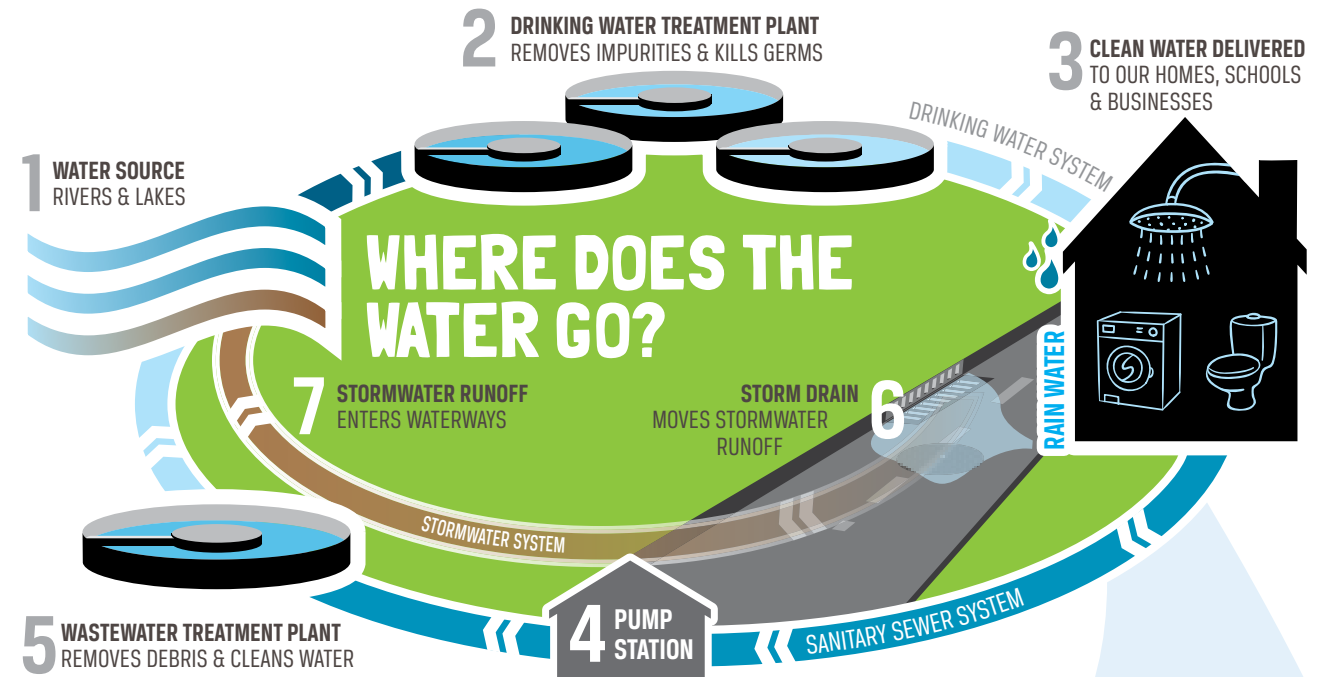 2 DRINKING WATER TREATMENT PLANT
REMOVES IMPURITIES & KILLS GERMS
3 CLEAN WATER DELIVERED
TO OUR HOMES, SCHOOLS
& BUSINESSES
DRINKING WATER SYSTEM
1 WATER SOURCE
RIVERS & LAKES
WHERE DOES THE
WATER GO?
7 STORMWATER RUNOFF
ENTERS WATERWAYS
STORM DRAIN 6
MOVES STORMWATER
RUNOFF
RAIN WATER
STORMWATER SYSTEM
4 PUMP
STATION
SANITARY SEWER SYSTEM
5 WASTEWATER TREATMENT PLANT
REMOVES DEBRIS & CLEANS WATER